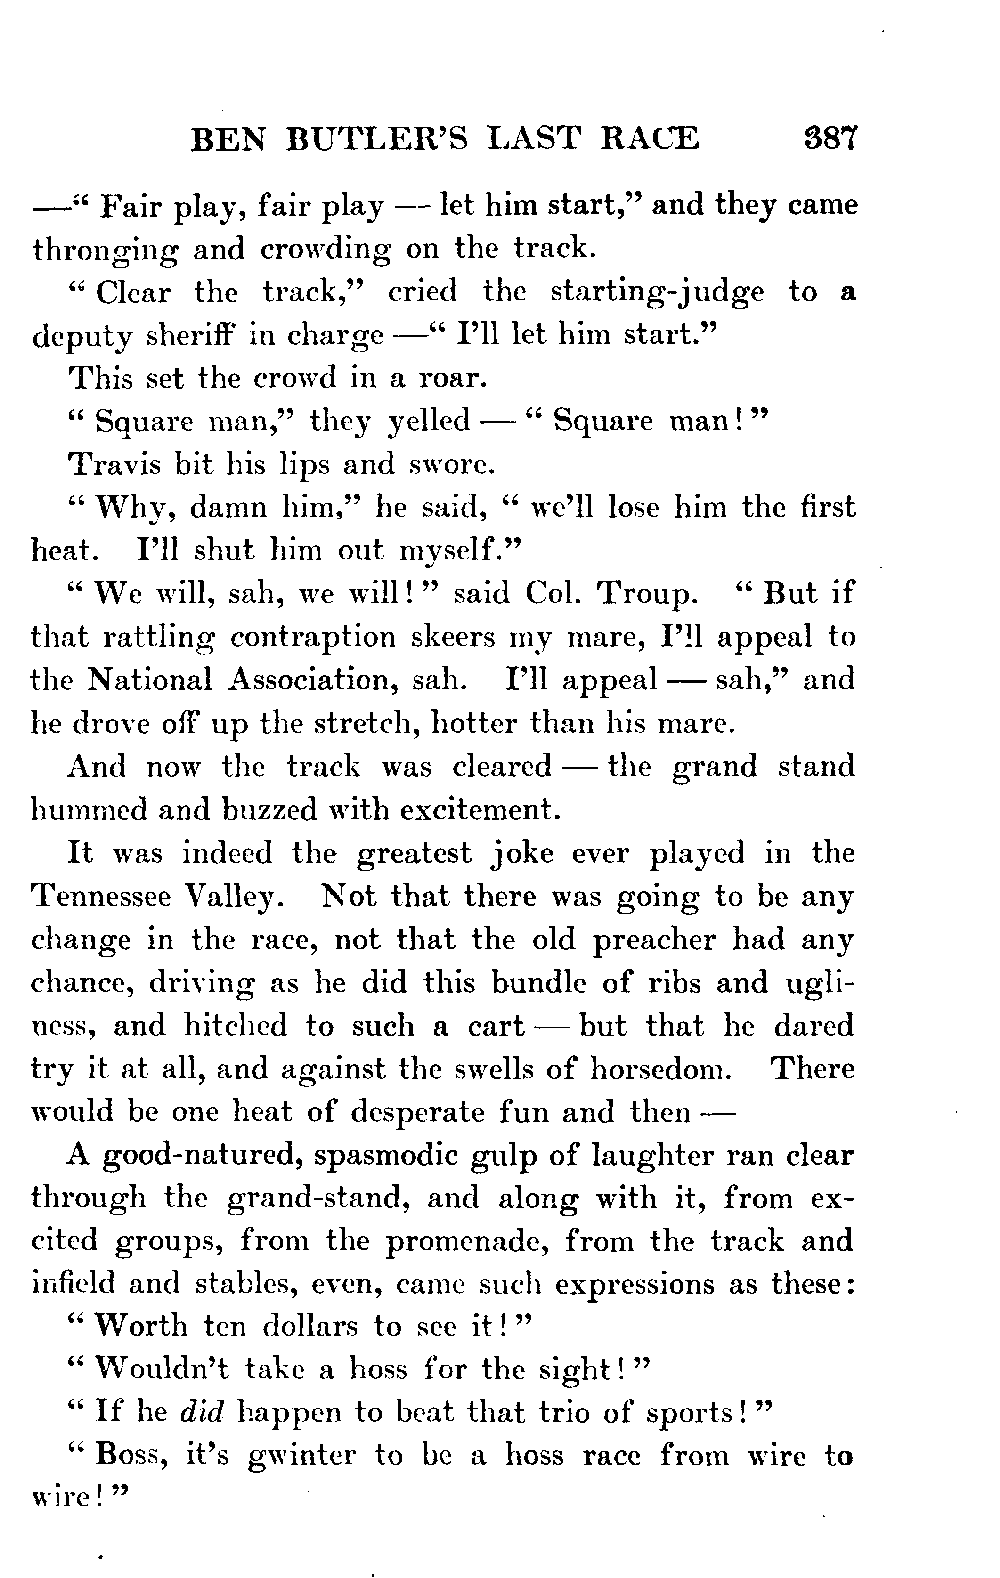 BEN BUTLER'S LAST RACE 387
—" Fair play, fair play — let him start," and they came
thronging and crowding on the track.
" Clear the track," cried the starting-judge to a
deputy sheriff in charge —" I'll let him start."
This set the crowd in a roar.
" Square man," they yelled — " Square man! "
Travis bit his lips and swore.
" Why, damn him," he said, " we'll lose him the first
heat. I'll shut him out myself."
" We will, sah, we will! " said Col. Troup. " But if
that rattling contraption skeers my mare, I'll appeal to
the National Association, sah. I'll appeal — sah," and
he drove off up the stretch, hotter than his mare.
And now the track was cleared — the grand stand
hummed and buzzed with excitement.
It was indeed the greatest joke ever played in the
Tennessee Valley. Not that there was going to be any
change in the race, not that the old preacher had any
chance, driving as he did this bundle of ribs and ugli-
ness, and hitched to such a cart — but that he dared
try it at all, and against the swells of horsedom. There
would be one heat of desperate fun and then —
A good-natured, spasmodic gulp of laughter ran clear
through the grand-stand, and along with it, from ex-
cited groups, from the promenade, from the track and
infield and stables, even, came such expressions as these:
" Worth ten dollars to see it! "
" Wouldn't take a hoss for the sight! "
" If he did happen to beat that trio of sports! "
" Boss, it's gwinter to be a hoss race from wire to
wire! "